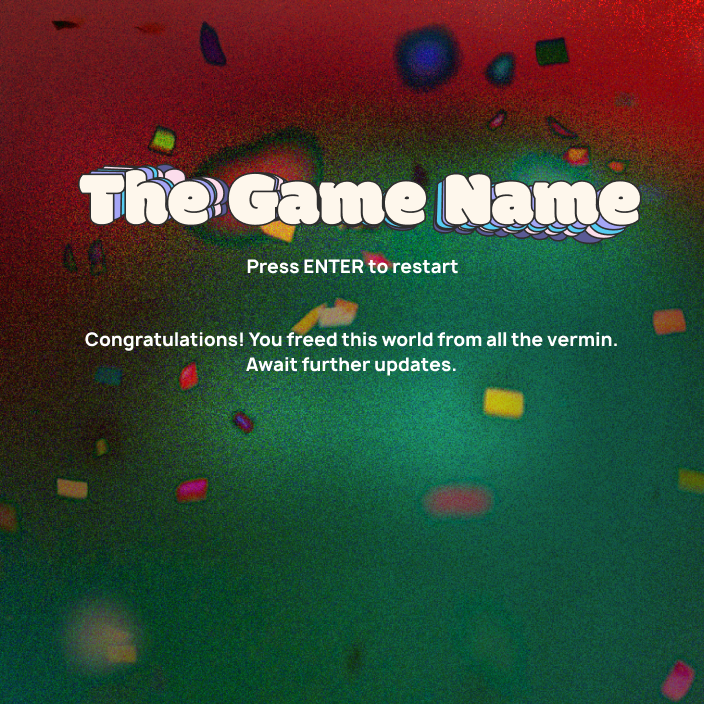 The Game Name
Press ENTER to restart
Congratulations! You freed this world from all the vermin.
Await further updates.